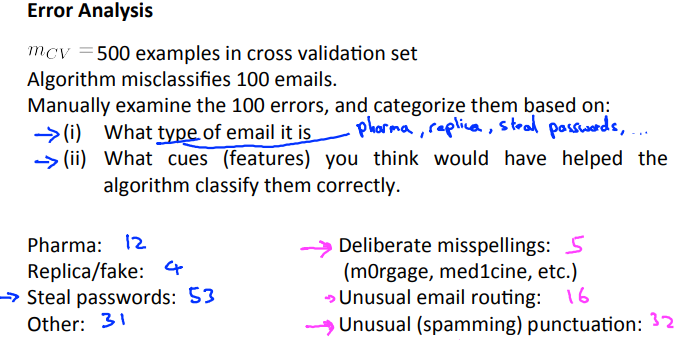 Error Analysis
m_CV = 500 examples in cross validation set
Algorithm misclassifies 100 emails.
Manually examine the 100 errors, and categorize them based on:
→ (i) What type of email it is pharma, replica, steal passwords, ...
→ (ii) What cues (features) you think would have helped the
algorithm classify them correctly.
Pharma: 12
Replica/fake: 4
→ Steal passwords: 53
Other: 31
→ Deliberate misspellings: 5
(m0rgage, med1cine, etc.)
→ Unusual email routing: 16
→ Unusual (spamming) punctuation: 32